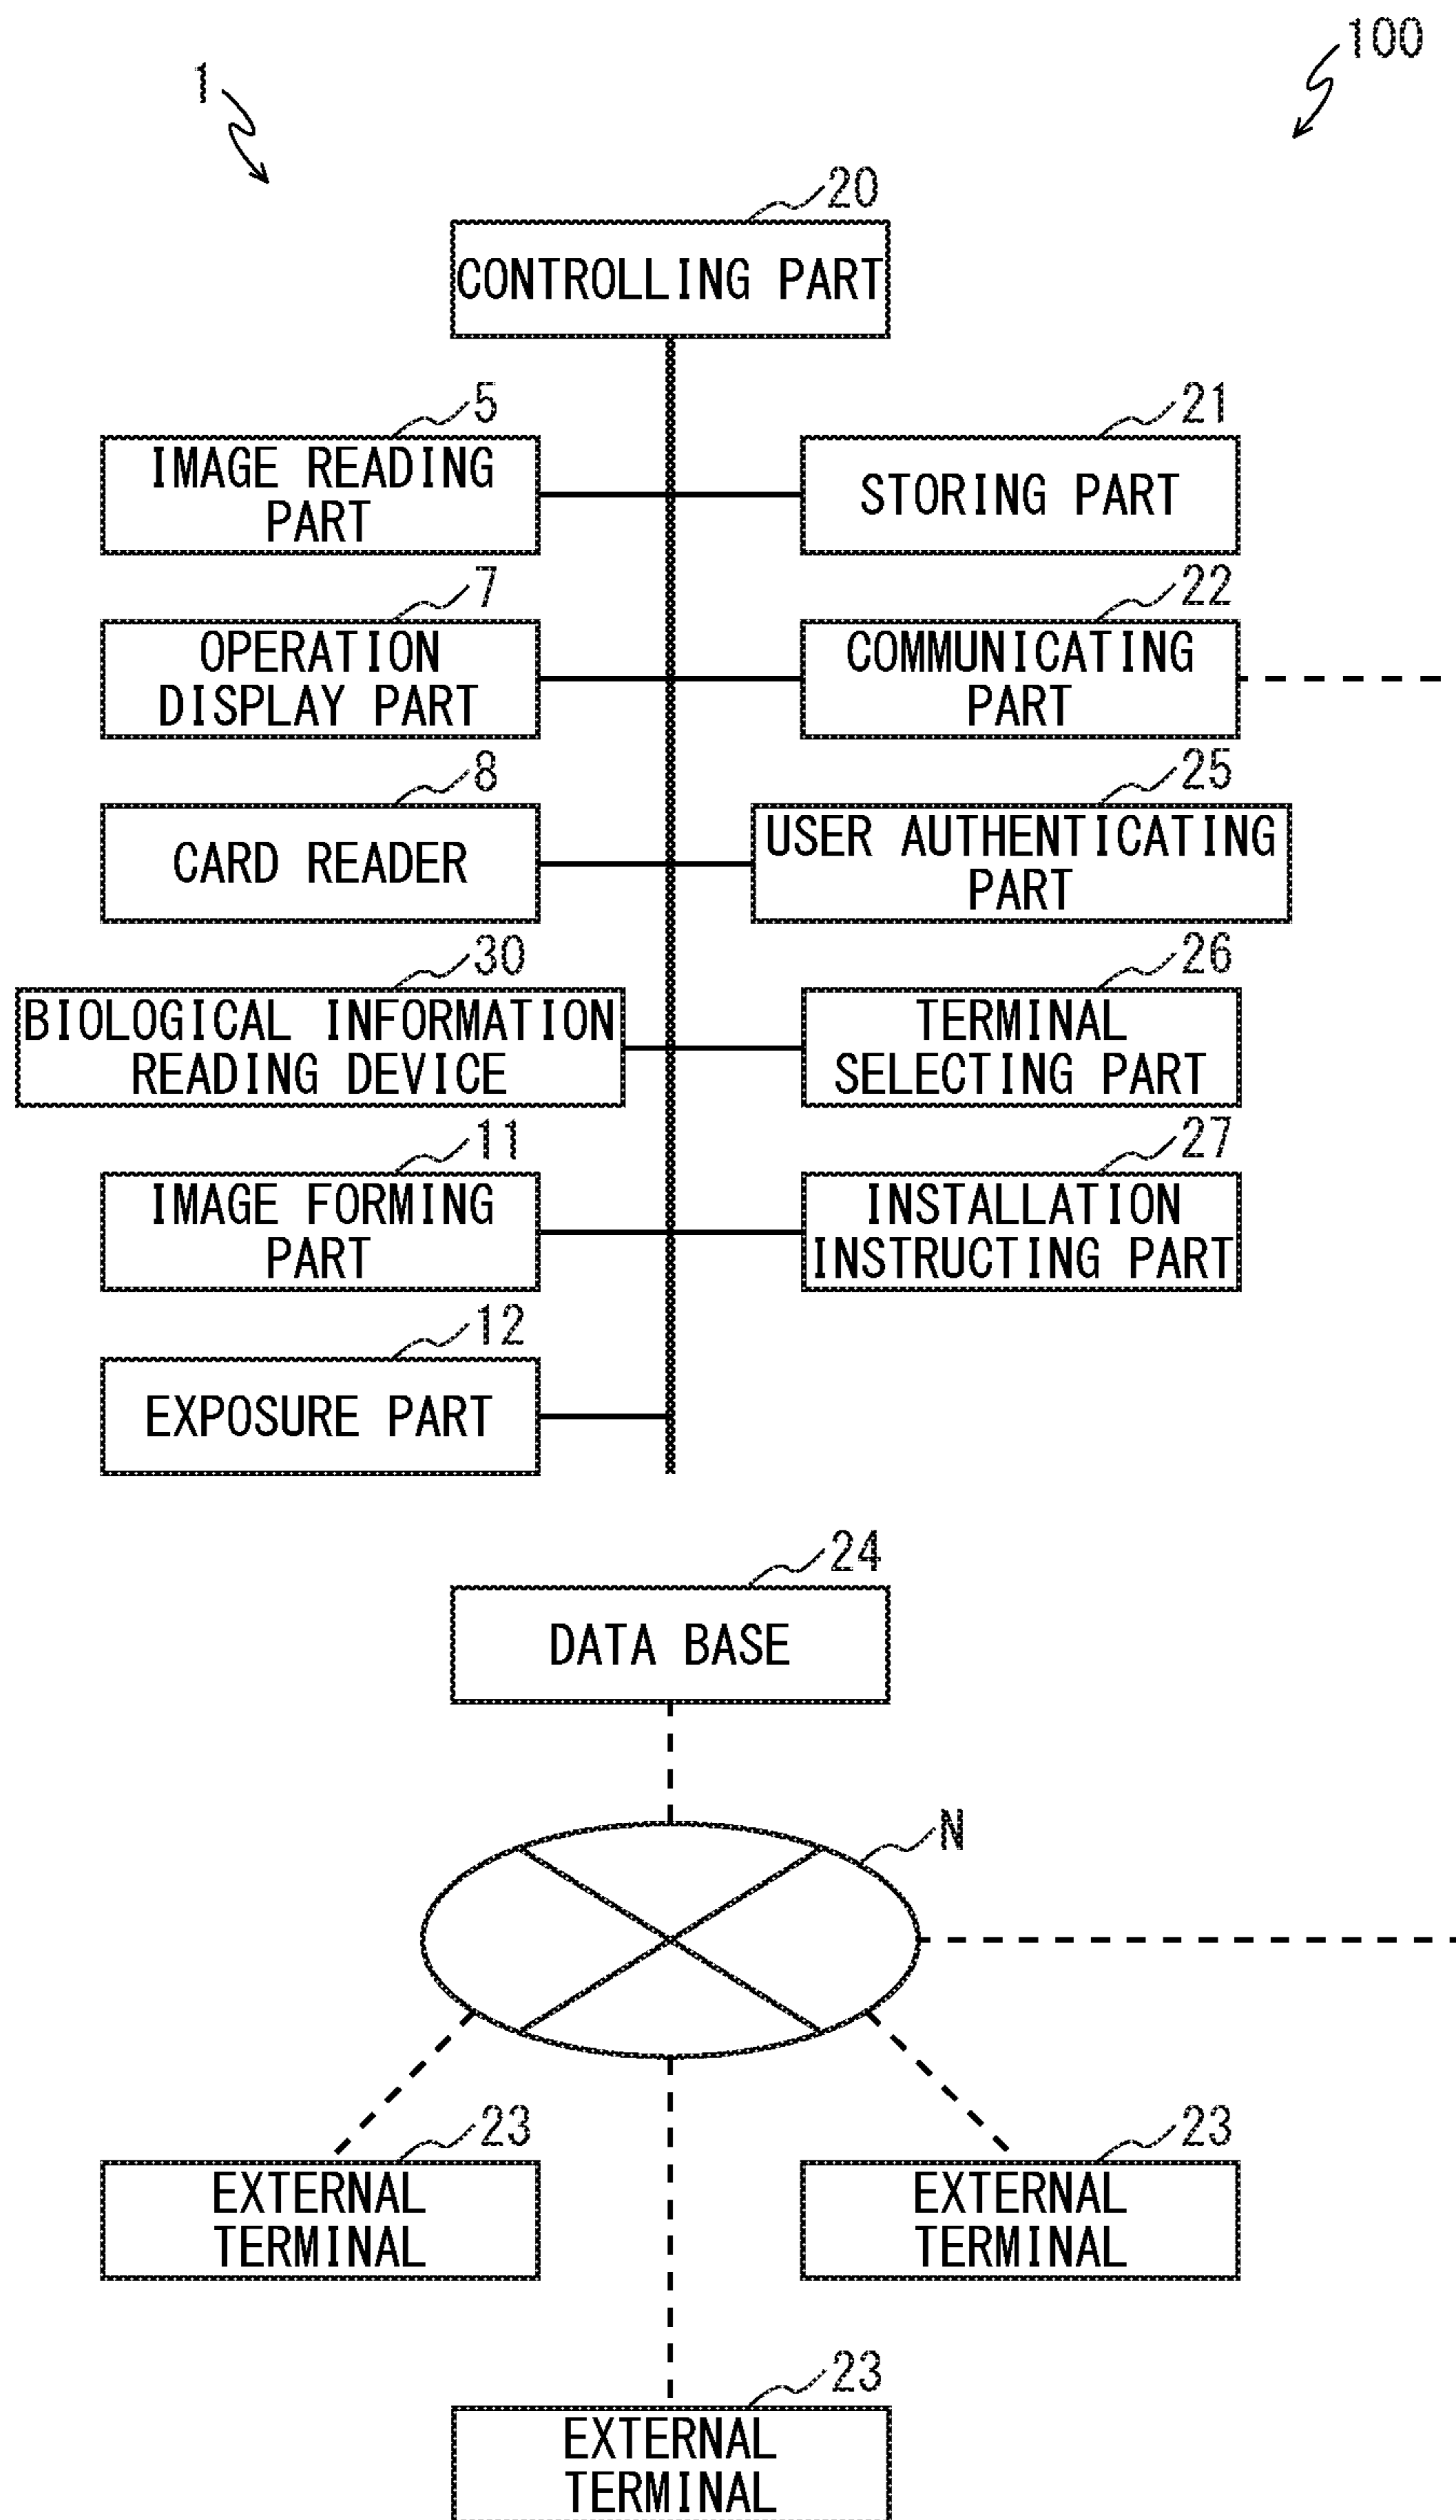 1
100
20
CONTROLLING PART
5
IMAGE READING
PART
21
STORING PART
7
OPERATION
DISPLAY PART
22
COMMUNICATING
PART
8
CARD READER
25
USER AUTHENTICATING
PART
30
BIOLOGICAL INFORMATION
READING DEVICE
26
TERMINAL
SELECTING PART
11
IMAGE FORMING
PART
27
INSTALLATION
INSTRUCTING PART
12
EXPOSURE PART
24
DATA BASE
N
23
EXTERNAL
TERMINAL
23
EXTERNAL
TERMINAL
23
EXTERNAL
TERMINAL